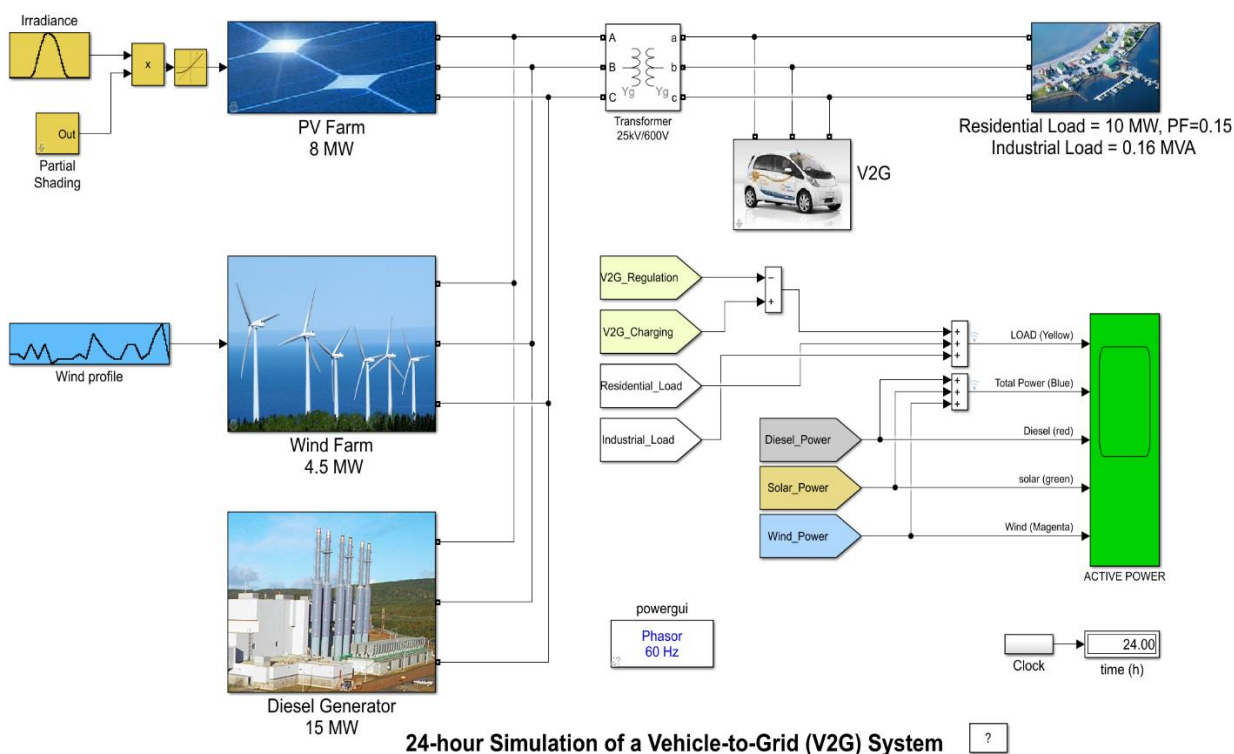 Irradiance
x
Out
Partial
Shading
PV Farm
8 MW
A
B
C
a
b
c
Yg
Yg
Transformer
25kV/600V
Residential Load = 10 MW, PF=0.15
Industrial Load = 0.16 MVA
V2G
Wind profile
Wind Farm
4.5 MW
V2G_Regulation
V2G_Charging
Residential_Load
Industrial_Load
−
+
+
+
+
+
+
+
Diesel_Power
Solar_Power
Wind_Power
LOAD (Yellow)
Total Power (Blue)
Diesel (red)
solar (green)
Wind (Magenta)
ACTIVE POWER
Diesel Generator
15 MW
powergui
Phasor
60 Hz
Clock
24.00
time (h)
24-hour Simulation of a Vehicle-to-Grid (V2G) System
?